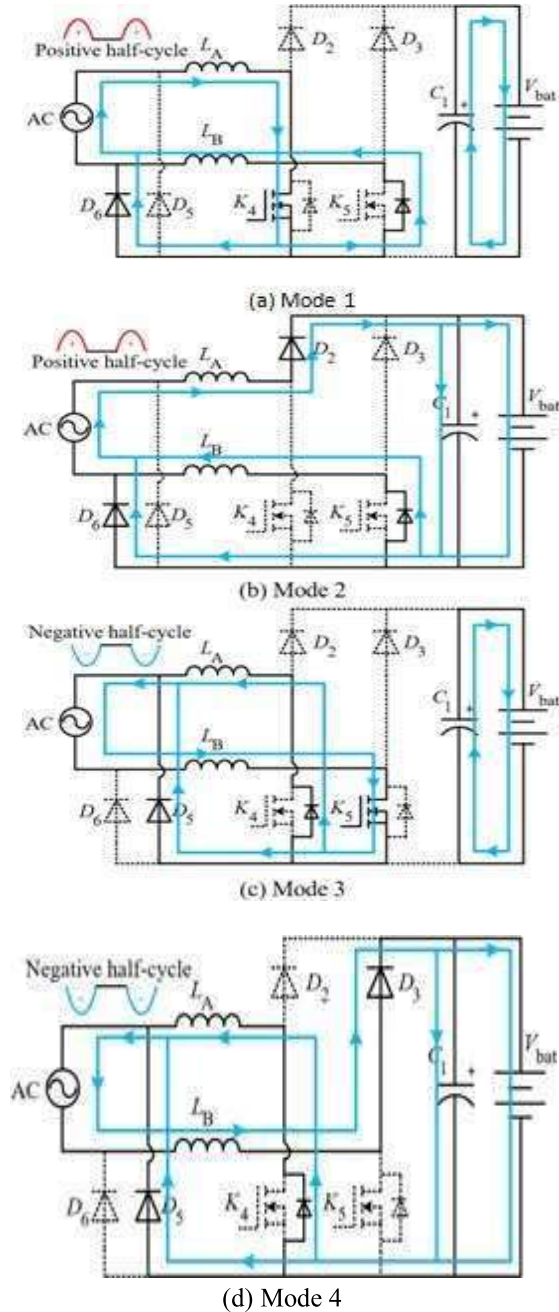 Positive half-cycle
L_A
D_2
D_3
C_1
+
V_bat
AC
L_B
D_6
D_5
K_4
K_5
(a) Mode 1
Positive half-cycle
L_A
D_2
D_3
C_1
+
V_bat
AC
L_B
D_6
D_5
K_4
K_5
(b) Mode 2
Negative half-cycle
L_A
D_2
D_3
C_1
+
V_bat
AC
L_B
D_6
D_5
K_4
K_5
(c) Mode 3
Negative half-cycle
L_A
D_2
D_3
C_1
+
V_bat
AC
L_B
D_6
D_5
K_4
K_5
(d) Mode 4